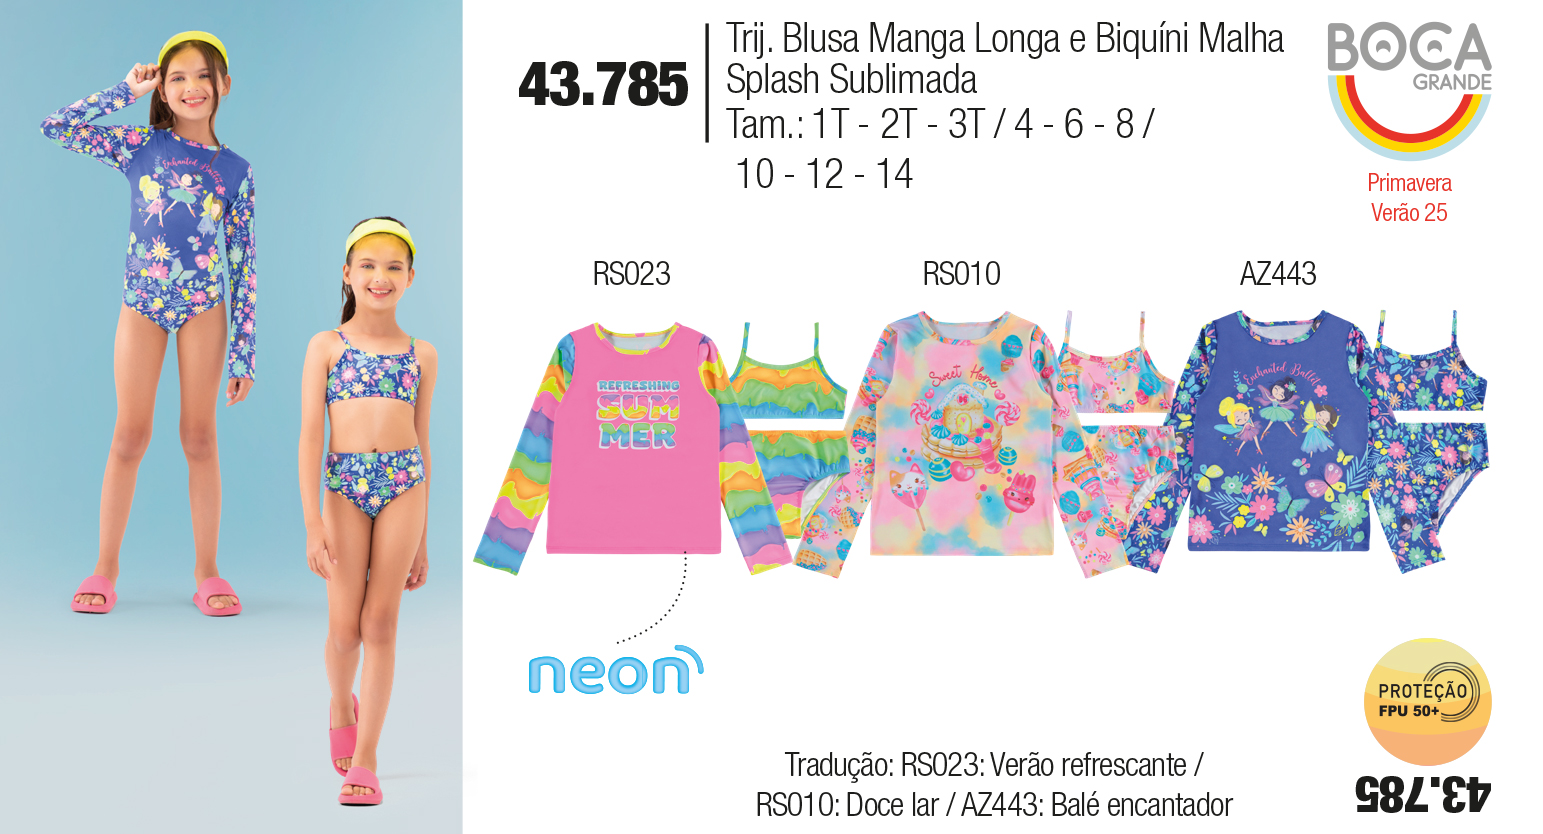 43.785
Trij. Blusa Manga Longa e Biquíni Malha
Splash Sublimada
Tam.: 1T - 2T - 3T / 4 - 6 - 8 /
10 - 12 - 14
BOCA
GRANDE
Primavera
Verão 25
RS023
RS010
AZ443
Enchanted Ballet
REFRESHING
SUM
MER
Sweet Home
Enchanted Ballet
neon
PROTEÇÃO
FPU 50+
Tradução: RS023: Verão refrescante /
RS010: Doce lar / AZ443: Balé encantador
43.785